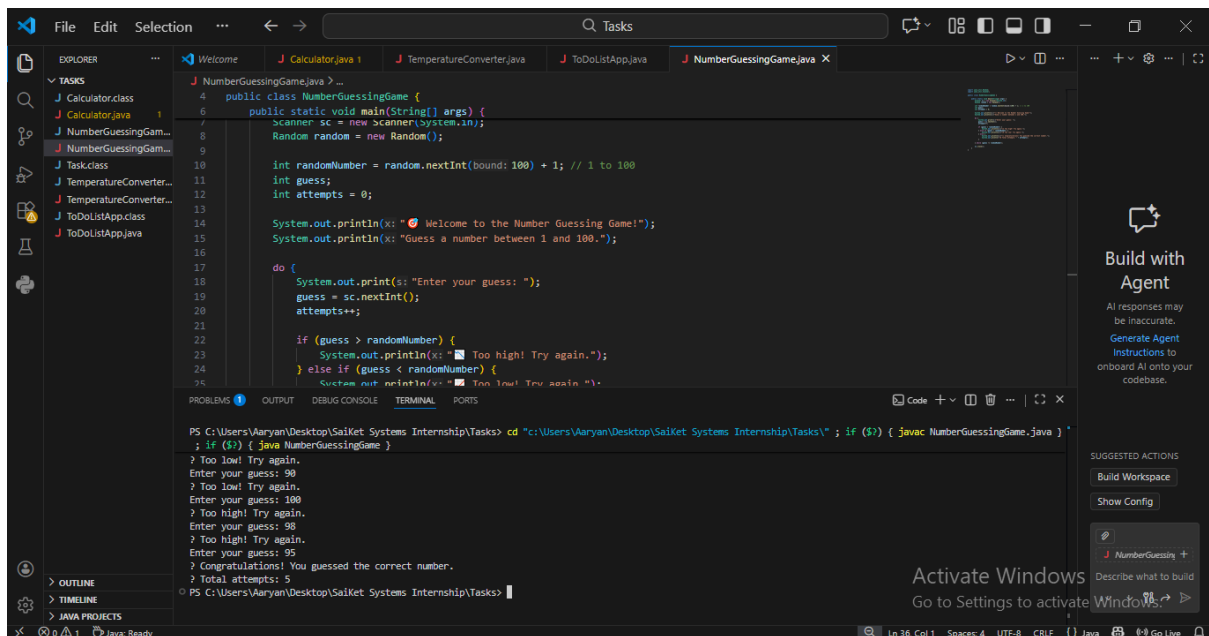 File Edit Selection ··· Tasks
EXPLORER ···
TASKS
Calculator.class
Calculator.java 1
NumberGuessingGam...
NumberGuessingGam...
Task.class
TemperatureConverter...
TemperatureConverter...
ToDoListApp.class
ToDoListApp.java
OUTLINE
TIMELINE
JAVA PROJECTS
Welcome Calculator.java 1 TemperatureConverter.java ToDoListApp.java NumberGuessingGame.java
NumberGuessingGame.java > ...
4 public class NumberGuessingGame {
6 public static void main(String[] args) {
7 Scanner sc = new Scanner(System.in);
8 Random random = new Random();
9
10 int randomNumber = random.nextInt(bound: 100) + 1; // 1 to 100
11 int guess;
12 int attempts = 0;
13
14 System.out.println(x: "🎯 Welcome to the Number Guessing Game!");
15 System.out.println(x: "Guess a number between 1 and 100.");
16
17 do {
18 System.out.print(s: "Enter your guess: ");
19 guess = sc.nextInt();
20 attempts++;
21
22 if (guess > randomNumber) {
23 System.out.println(x: "📉 Too high! Try again.");
24 } else if (guess < randomNumber) {
25 System.out.println(x: "📈 Too low! Try again.");
PROBLEMS 1 OUTPUT DEBUG CONSOLE TERMINAL PORTS Code
PS C:\Users\Aaryan\Desktop\SaiKet Systems Internship\Tasks> cd "c:\Users\Aaryan\Desktop\SaiKet Systems Internship\Tasks\" ; if ($?) { javac NumberGuessingGame.java }
; if ($?) { java NumberGuessingGame }
? Too low! Try again.
Enter your guess: 90
? Too low! Try again.
Enter your guess: 100
? Too high! Try again.
Enter your guess: 98
? Too high! Try again.
Enter your guess: 95
? Congratulations! You guessed the correct number.
? Total attempts: 5
PS C:\Users\Aaryan\Desktop\SaiKet Systems Internship\Tasks>
Build with
Agent
AI responses may
be inaccurate.
Generate Agent
Instructions to
onboard AI onto your
codebase.
SUGGESTED ACTIONS
Build Workspace
Show Config
NumberGuessing
Describe what to build
Activate Windows
Go to Settings to activate Windows.
0 1 Java: Ready Ln 36, Col 1 Spaces: 4 UTF-8 CRLF {} Java Go Live